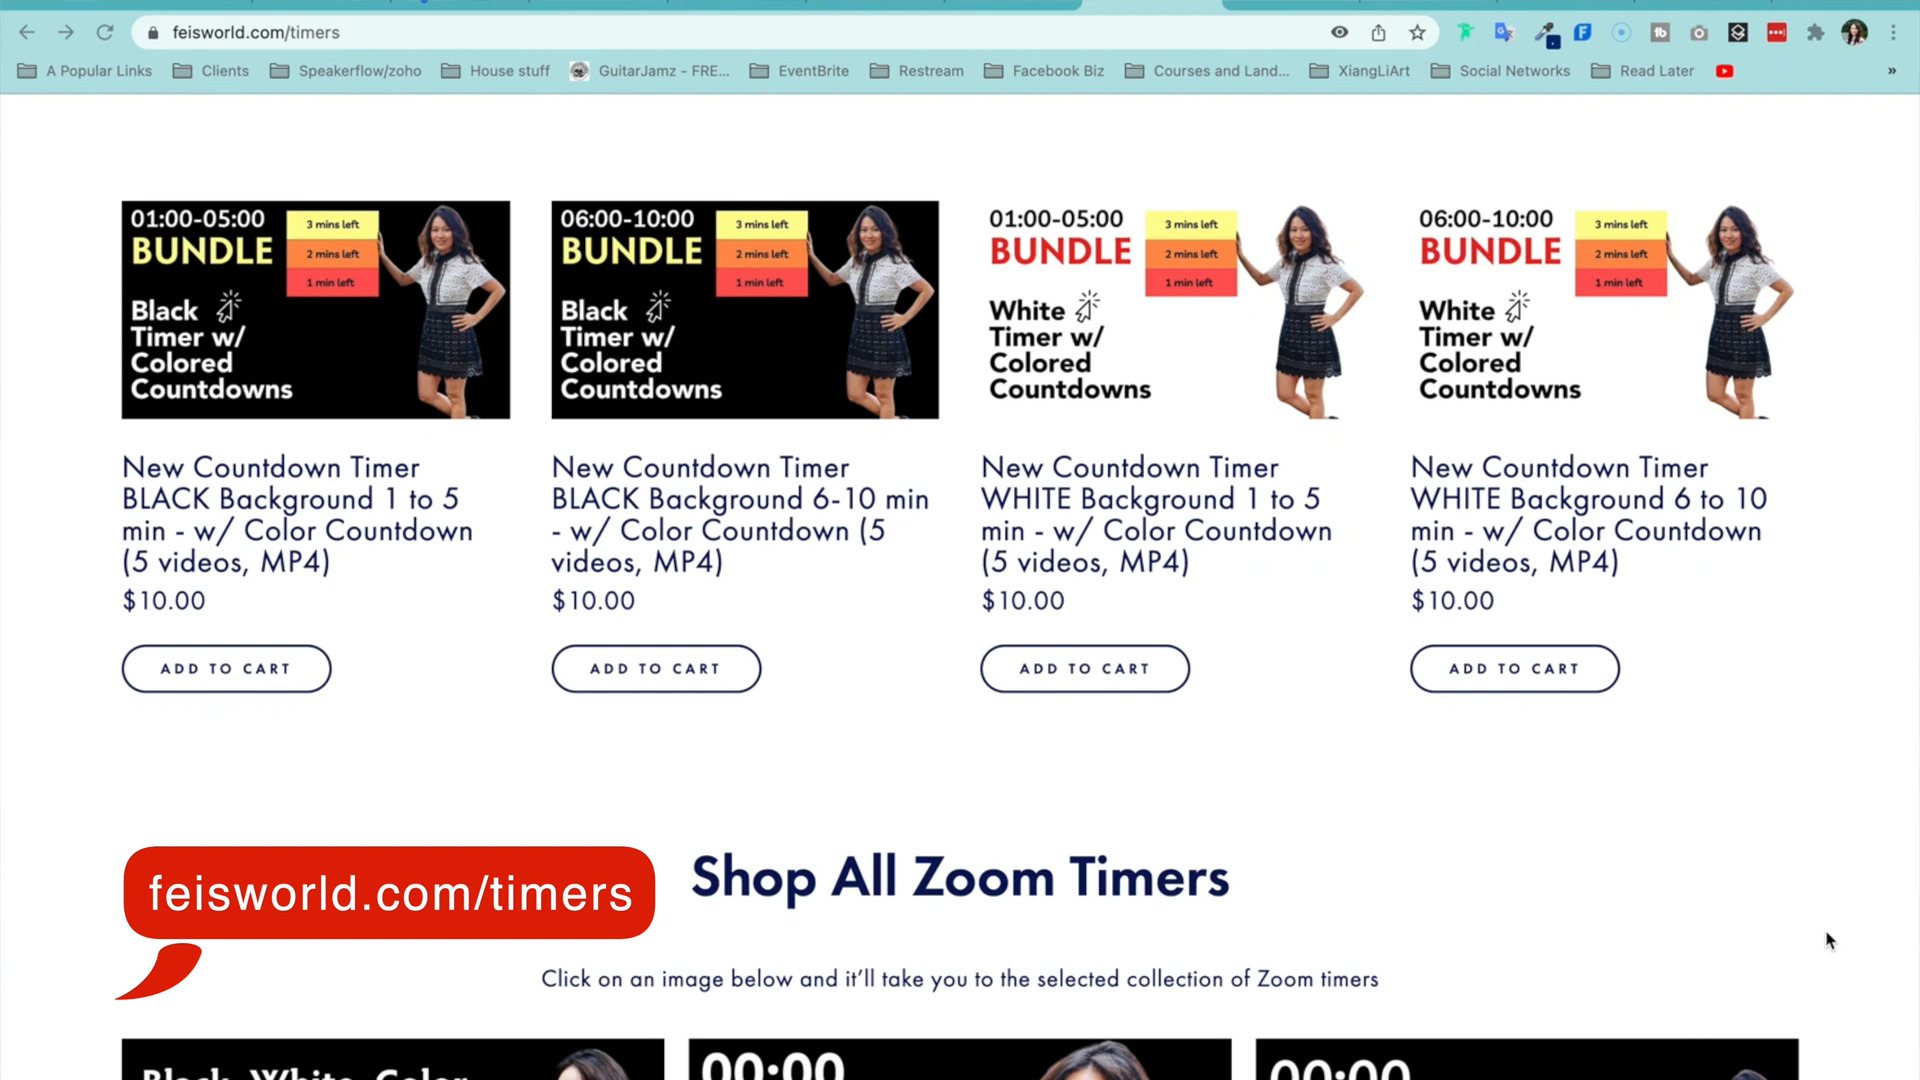 feisworld.com/timers
A Popular Links
Clients
Speakerflow/zoho
House stuff
GuitarJamz - FRE...
EventBrite
Restream
Facebook Biz
Courses and Land...
XiangLiArt
Social Networks
Read Later
»
01:00-05:00
BUNDLE
3 mins left
2 mins left
1 min left
Black
Timer w/
Colored
Countdowns
06:00-10:00
BUNDLE
3 mins left
2 mins left
1 min left
Black
Timer w/
Colored
Countdowns
01:00-05:00
BUNDLE
3 mins left
2 mins left
1 min left
White
Timer w/
Colored
Countdowns
06:00-10:00
BUNDLE
3 mins left
2 mins left
1 min left
White
Timer w/
Colored
Countdowns
New Countdown Timer
BLACK Background 1 to 5
min - w/ Color Countdown
(5 videos, MP4)
$10.00
ADD TO CART
New Countdown Timer
BLACK Background 6-10 min
- w/ Color Countdown (5
videos, MP4)
$10.00
ADD TO CART
New Countdown Timer
WHITE Background 1 to 5
min - w/ Color Countdown
(5 videos, MP4)
$10.00
ADD TO CART
New Countdown Timer
WHITE Background 6 to 10
min - w/ Color Countdown
(5 videos, MP4)
$10.00
ADD TO CART
feisworld.com/timers
Shop All Zoom Timers
Click on an image below and it'll take you to the selected collection of Zoom timers
Black, White, Color
00:00
00:00